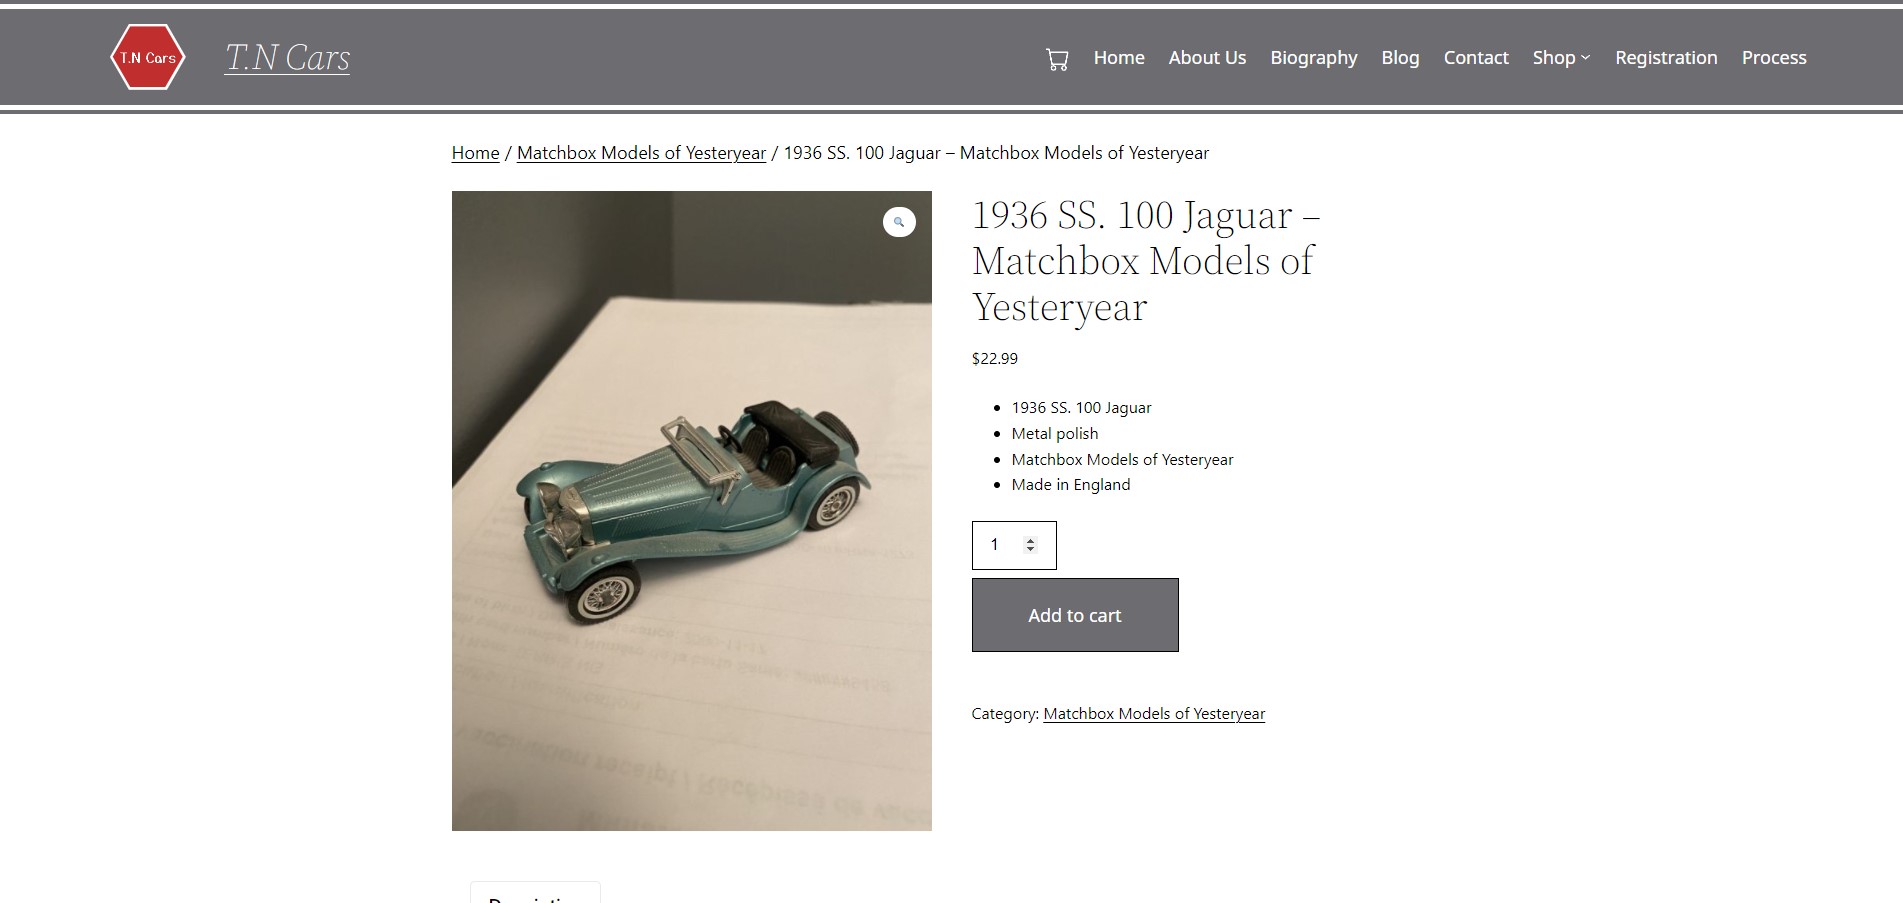 T.N Cars
T.N Cars
Home
About Us
Biography
Blog
Contact
Shop
Registration
Process
Home / Matchbox Models of Yesteryear / 1936 SS. 100 Jaguar – Matchbox Models of Yesteryear
1936 SS. 100 Jaguar –
Matchbox Models of
Yesteryear
$22.99
1936 SS. 100 Jaguar
Metal polish
Matchbox Models of Yesteryear
Made in England
1
Add to cart
Category: Matchbox Models of Yesteryear